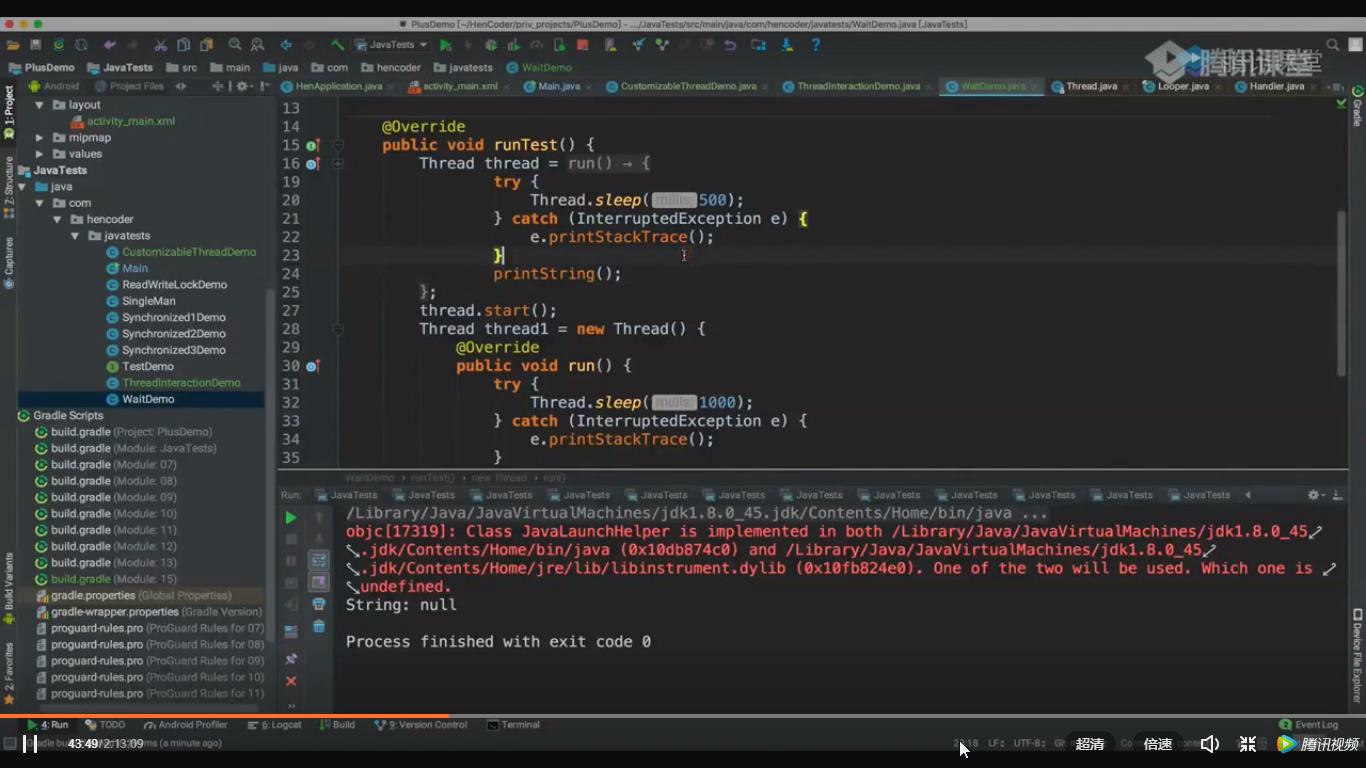 PlusDemo [~/HenCoder/priv_projects/PlusDemo] - .../JavaTests/src/main/java/com/hencoder/javatests/WaitDemo.java [JavaTests]
JavaTests
PlusDemo JavaTests src main java com hencoder javatests WaitDemo
腾讯课堂
Android Project Files
HenApplication.java activity_main.xml Main.java CustomizableThreadDemo.java ThreadInteractionDemo.java WaitDemo.java Thread.java Looper.java Handler.java
1: Project
Z: Structure
Captures
Build Variants
2: Favorites
layout
activity_main.xml
mipmap
values
JavaTests
java
com
hencoder
javatests
CustomizableThreadDemo
Main
ReadWriteLockDemo
SingleMan
Synchronized1Demo
Synchronized2Demo
Synchronized3Demo
TestDemo
ThreadInteractionDemo
WaitDemo
Gradle Scripts
build.gradle (Project: PlusDemo)
build.gradle (Module: JavaTests)
build.gradle (Module: 07)
build.gradle (Module: 08)
build.gradle (Module: 09)
build.gradle (Module: 10)
build.gradle (Module: 11)
build.gradle (Module: 12)
build.gradle (Module: 13)
build.gradle (Module: 15)
gradle.properties (Global Properties)
gradle-wrapper.properties (Gradle Version)
proguard-rules.pro (ProGuard Rules for 07)
proguard-rules.pro (ProGuard Rules for 08)
proguard-rules.pro (ProGuard Rules for 09)
proguard-rules.pro (ProGuard Rules for 10)
proguard-rules.pro (ProGuard Rules for 11)
13
14 @Override
15 public void runTest() {
16 Thread thread = run() → {
19 try {
20 Thread.sleep( millis: 500);
21 } catch (InterruptedException e) {
22 e.printStackTrace();
23 }
24 printString();
25 };
27 thread.start();
28 Thread thread1 = new Thread() {
29 @Override
30 public void run() {
31 try {
32 Thread.sleep( millis: 1000);
33 } catch (InterruptedException e) {
34 e.printStackTrace();
35 }
WaitDemo runTest() new Thread run()
Run: JavaTests JavaTests JavaTests JavaTests JavaTests JavaTests JavaTests JavaTests JavaTests JavaTests JavaTests JavaTests
/Library/Java/JavaVirtualMachines/jdk1.8.0_45.jdk/Contents/Home/bin/java ...
objc[17319]: Class JavaLaunchHelper is implemented in both /Library/Java/JavaVirtualMachines/jdk1.8.0_45
.jdk/Contents/Home/bin/java (0x10db874c0) and /Library/Java/JavaVirtualMachines/jdk1.8.0_45
.jdk/Contents/Home/jre/lib/libinstrument.dylib (0x10fb824e0). One of the two will be used. Which one is
undefined.
String: null
Process finished with exit code 0
Gradle
Device File Explorer
4: Run TODO Android Profiler 6: Logcat Build 9: Version Control Terminal 2 Event Log
43:49/2:13:09 (a minute ago) LF UTF-8 超清 倍速 腾讯视频